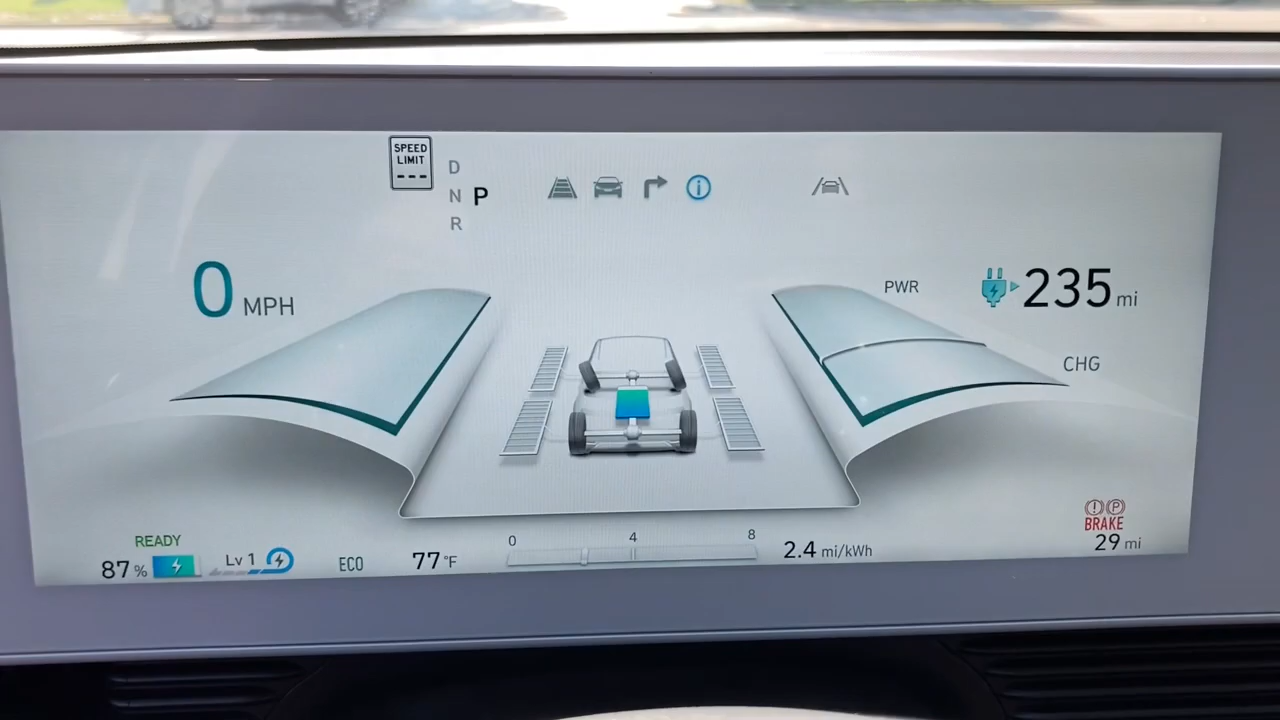 SPEED
LIMIT
---
D
N P
R
0 MPH
PWR
235 mi
CHG
READY
87 %
Lv 1
ECO
77 °F
0 4 8
2.4 mi/kWh
BRAKE
29 mi